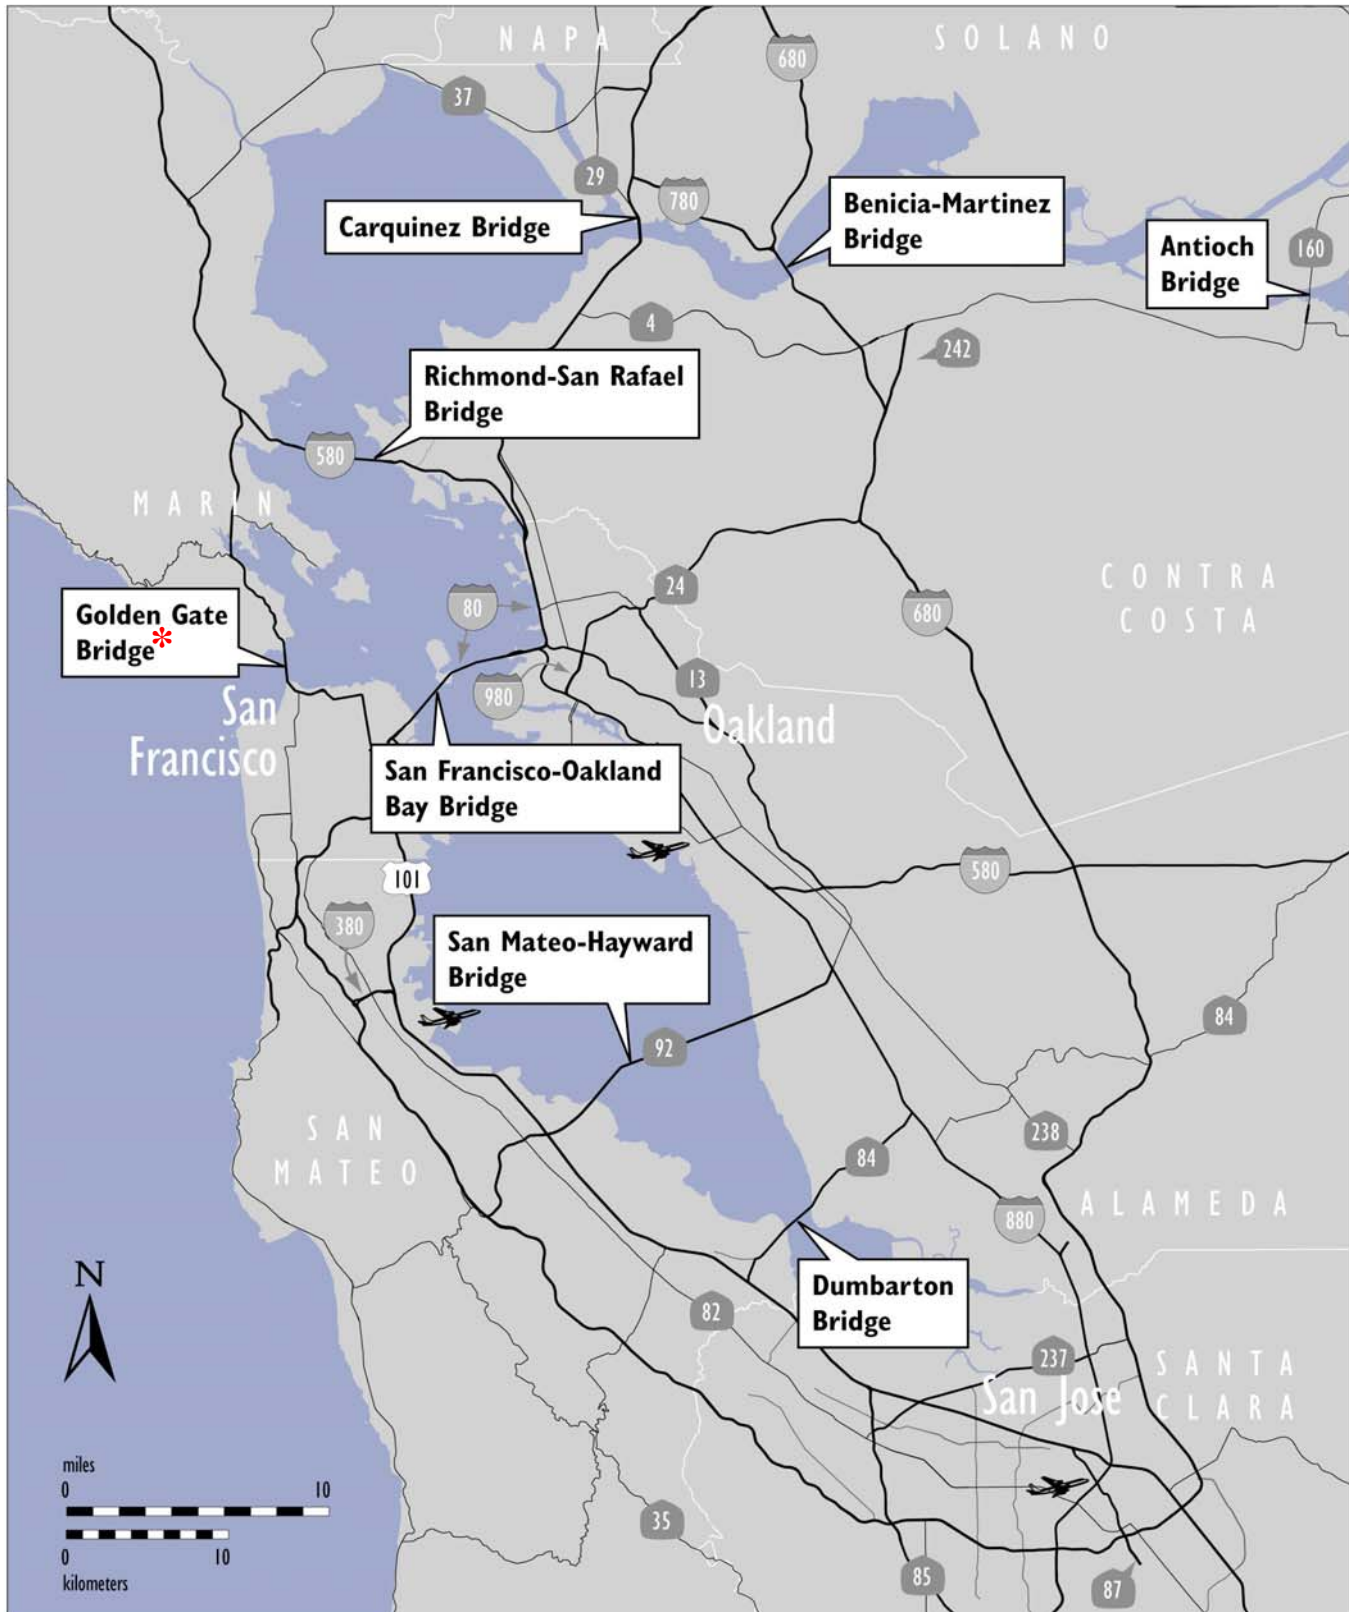 NAPA
SOLANO
680
37
29
780
Carquinez Bridge
Benicia-Martinez
Bridge
Antioch
Bridge
160
4
242
Richmond-San Rafael
Bridge
580
MARIN
CONTRA
COSTA
24
80
680
Golden Gate
Bridge*
13
980
San
Francisco
Oakland
San Francisco-Oakland
Bay Bridge
101
580
380
San Mateo-Hayward
Bridge
84
92
SAN
MATEO
238
84
ALAMEDA
880
N
Dumbarton
Bridge
82
237
SANTA
CLARA
San Jose
miles
0 10
0 10
kilometers
35
85
87